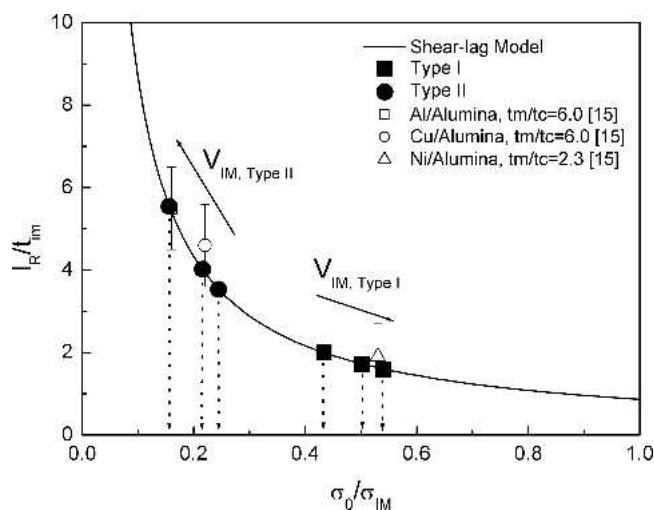 10
8
6
4
2
0
l_R/t_im
Shear-lag Model
Type I
Type II
Al/Alumina, tm/tc=6.0 [15]
Cu/Alumina, tm/tc=6.0 [15]
Ni/Alumina, tm/tc=2.3 [15]
V_IM, Type II
V_IM, Type I
0.0 0.2 0.4 0.6 0.8 1.0
σ_0/σ_IM